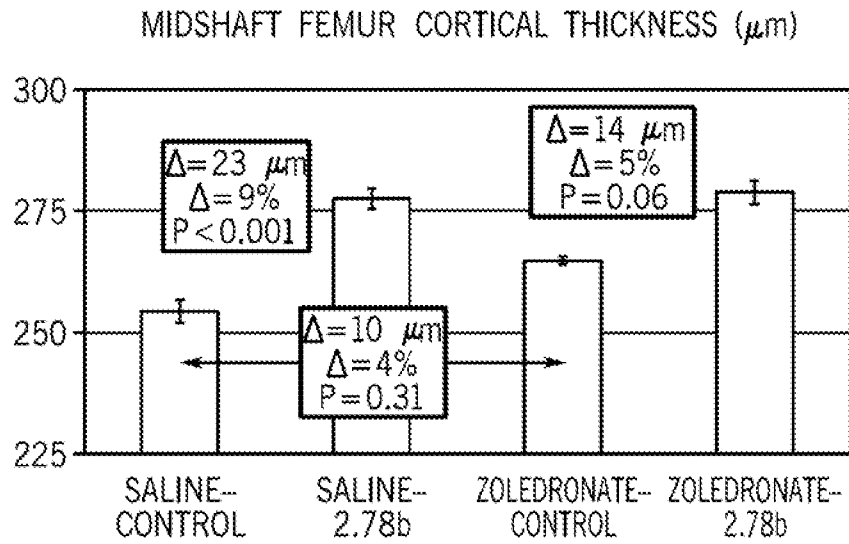 MIDSHAFT FEMUR CORTICAL THICKNESS (μm)
300
275
250
225
Δ=23 μm
Δ=9%
P<0.001
Δ=14 μm
Δ=5%
P=0.06
Δ=10 μm
Δ=4%
P=0.31
SALINE--
CONTROL
SALINE--
2.78b
ZOLEDRONATE--
CONTROL
ZOLEDRONATE--
2.78b